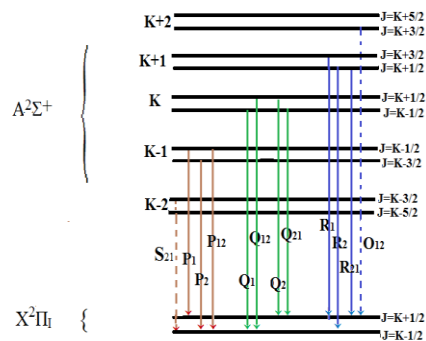 K+2 J=K+5/2
J=K+3/2
K+1 J=K+3/2
J=K+1/2
A²Σ⁺ {
K J=K+1/2
J=K-1/2
K-1 J=K-1/2
J=K-3/2
K-2 J=K-3/2
J=K-5/2
S₂₁ P₁ P₂ P₁₂ Q₁ Q₁₂ Q₂ Q₂₁ R₁ R₂ R₂₁ O₁₂
X²Π_I { J=K+1/2
J=K-1/2